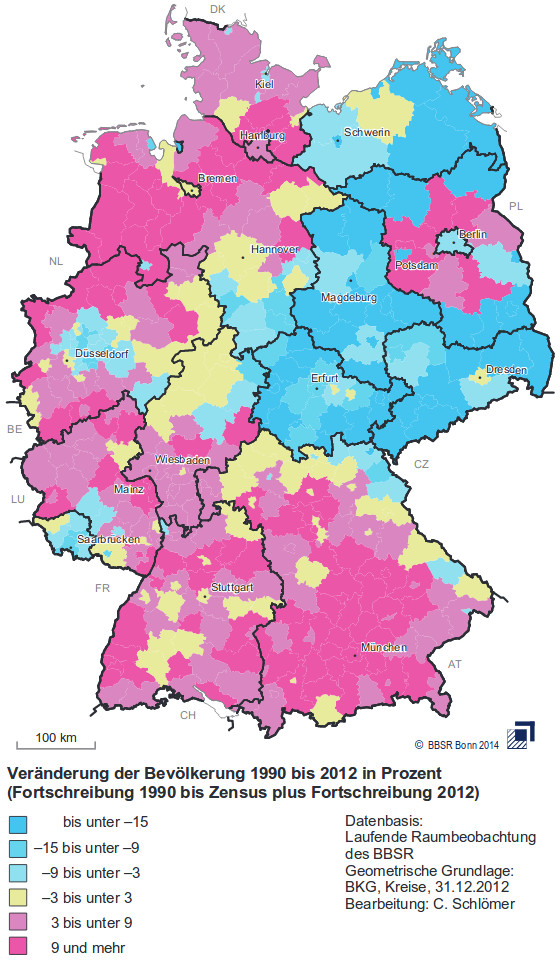 DK
Kiel
Hamburg
Schwerin
Bremen
PL
Berlin
NL
Hannover
Potsdam
Magdeburg
Düsseldorf
Erfurt
Dresden
BE
Wiesbaden
CZ
LU
Mainz
Saarbrücken
FR
Stuttgart
München
AT
CH
100 km
© BBSR Bonn 2014
Veränderung der Bevölkerung 1990 bis 2012 in Prozent
(Fortschreibung 1990 bis Zensus plus Fortschreibung 2012)
bis unter –15
–15 bis unter –9
–9 bis unter –3
–3 bis unter 3
3 bis unter 9
9 und mehr
Datenbasis:
Laufende Raumbeobachtung
des BBSR
Geometrische Grundlage:
BKG, Kreise, 31.12.2012
Bearbeitung: C. Schlömer